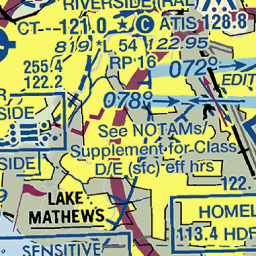 RIVERSIDE (RAL)
CT---121.0 C ATIS 128.8
819 L 54 122.95
RP 16
255.4
122.2
072°
EDIT
078°
SIDE
See NOTAMs/
Supplement for Class
D/E (sfc) eff hrs
SIDE
122.
LAKE
MATHEWS
HOMEL
113.4 HDF
SENSITIVE